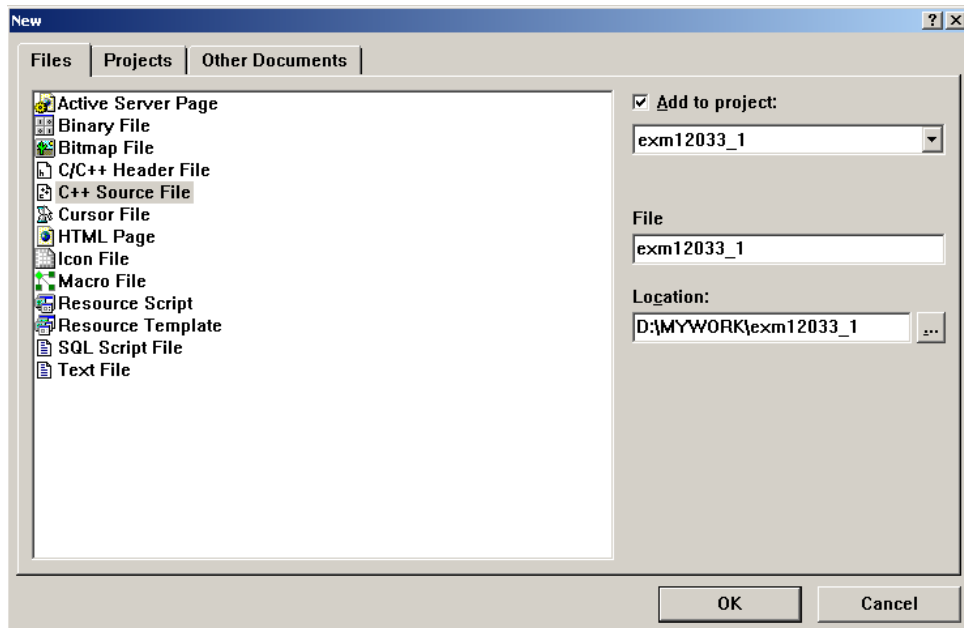 New
Files Projects Other Documents
Active Server Page
Binary File
Bitmap File
C/C++ Header File
C++ Source File
Cursor File
HTML Page
Icon File
Macro File
Resource Script
Resource Template
SQL Script File
Text File
Add to project:
exm12033_1
File
exm12033_1
Location:
D:\MYWORK\exm12033_1 ...
OK Cancel